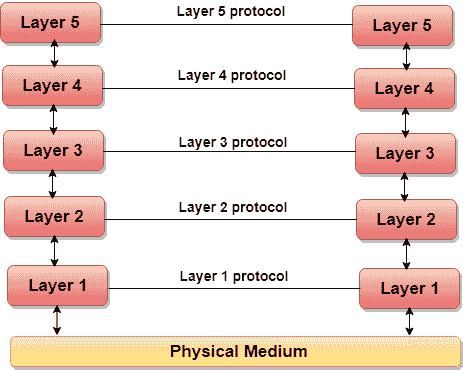 Layer 5 protocol
Layer 5
Layer 5
Layer 4 protocol
Layer 4
Layer 4
Layer 3 protocol
Layer 3
Layer 3
Layer 2 protocol
Layer 2
Layer 2
Layer 1 protocol
Layer 1
Layer 1
Physical Medium